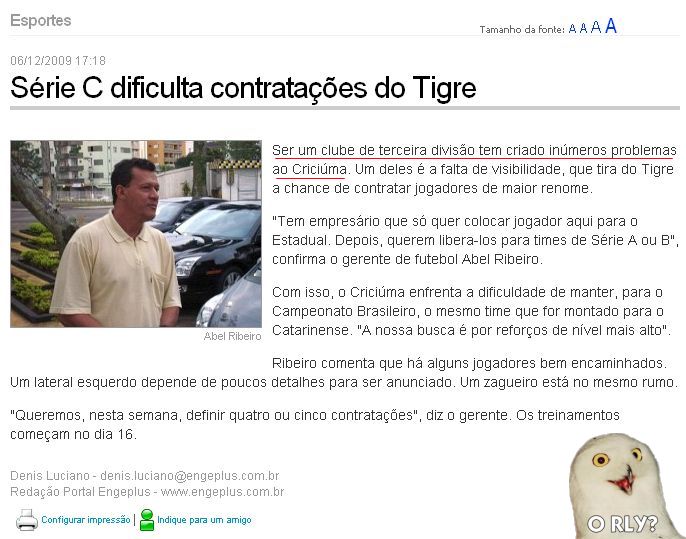 Esportes
Tamanho da fonte: A A A A
06/12/2009 17:18
Série C dificulta contratações do Tigre
Ser um clube de terceira divisão tem criado inúmeros problemas
ao Criciúma. Um deles é a falta de visibilidade, que tira do Tigre
a chance de contratar jogadores de maior renome.
"Tem empresário que só quer colocar jogador aqui para o
Estadual. Depois, querem libera-los para times de Série A ou B",
confirma o gerente de futebol Abel Ribeiro.
Com isso, o Criciúma enfrenta a dificuldade de manter, para o
Campeonato Brasileiro, o mesmo time que for montado para o
Catarinense. "A nossa busca é por reforços de nível mais alto".
Abel Ribeiro
Ribeiro comenta que há alguns jogadores bem encaminhados.
Um lateral esquerdo depende de poucos detalhes para ser anunciado. Um zagueiro está no mesmo rumo.
"Queremos, nesta semana, definir quatro ou cinco contratações", diz o gerente. Os treinamentos
começam no dia 16.
Denis Luciano - denis.luciano@engeplus.com.br
Redação Portal Engeplus - www.engeplus.com.br
Configurar impressão | Indique para um amigo
O RLY?